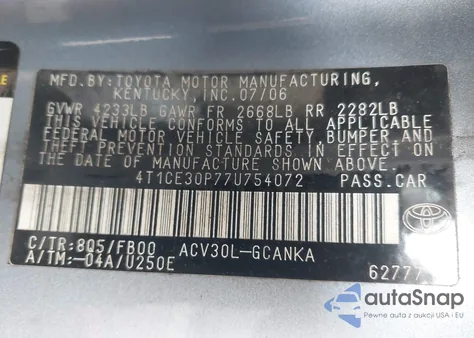 MFD.BY:TOYOTA MOTOR MANUFACTURING,
KENTUCKY, INC.07/06
GVWR 4233LB GAWR FR 2668LB RR 2282LB
THIS VEHICLE CONFORMS TO ALL APPLICABLE
FEDERAL MOTOR VEHICLE SAFETY, BUMPER AND
THEFT PREVENTION STANDARDS IN EFFECT ON
THE DATE OF MANUFACTURE SHOWN ABOVE.
4T1CE30P77U754072 PASS.CAR
C/TR:8Q5/FB00 ACV30L-GCANKA
A/TM:-04A/U250E 6277
TOYOTA
autoSnap
Pewne auta z aukcji USA i EU